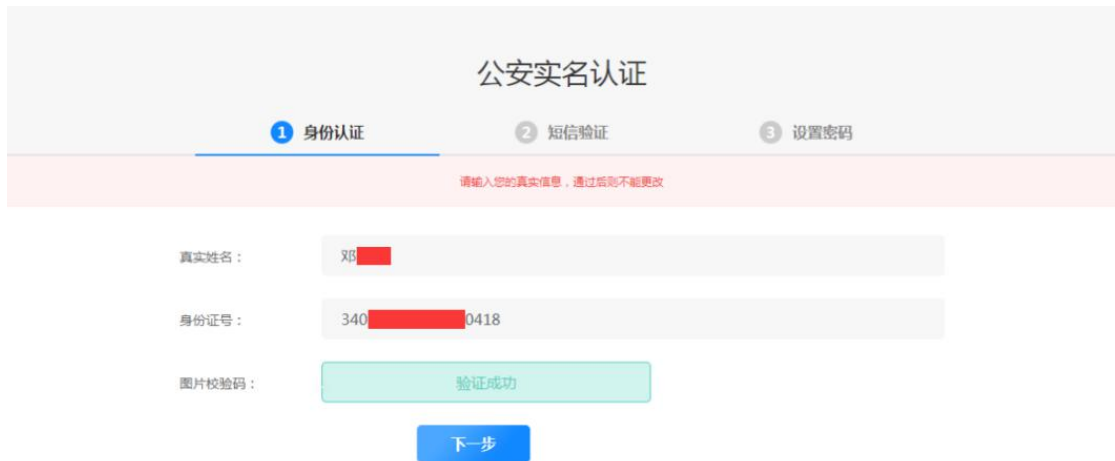 公安实名认证
1 身份认证 2 短信验证 3 设置密码
请输入您的真实信息，通过后则不能更改
真实姓名： 邓
身份证号： 340 0418
图片校验码： 验证成功
下一步